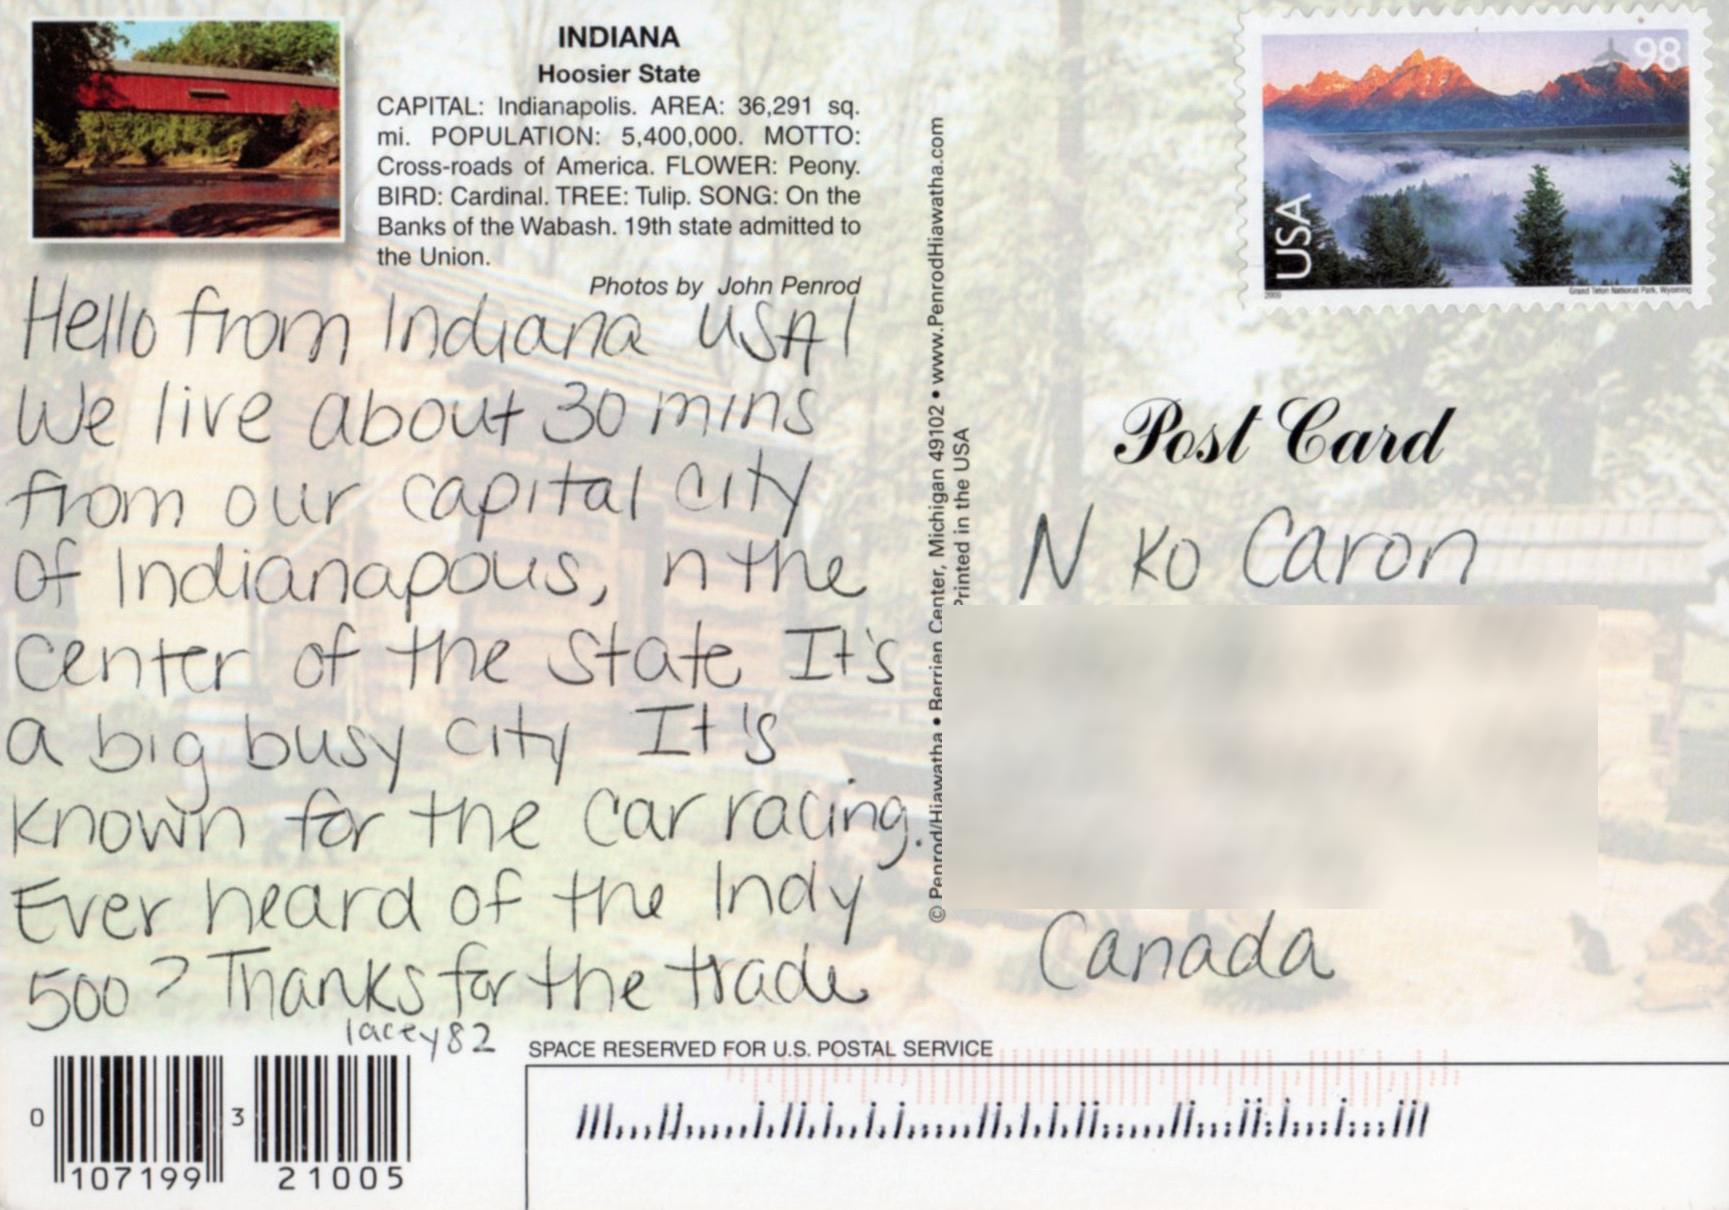 INDIANA
Hoosier State
CAPITAL: Indianapolis. AREA: 36,291 sq.
mi. POPULATION: 5,400,000. MOTTO:
Cross-roads of America. FLOWER: Peony.
BIRD: Cardinal. TREE: Tulip. SONG: On the
Banks of the Wabash. 19th state admitted to
the Union.
Photos by John Penrod
Hello from Indiana USA!
We live about 30 mins
from our capital city
of Indianapolis, n the
center of the state It's
a big busy city It's
known for the car racing.
Ever heard of the Indy
500? Thanks for the trade
lacey82
0 107199 3 21005
© Penrod/Hiawatha • Berrien Center, Michigan 49102 • www.PenrodHiawatha.com
Printed in the USA
98
USA
2009
Grand Teton National Park, Wyoming
Post Card
N Ko Caron
Canada
SPACE RESERVED FOR U.S. POSTAL SERVICE